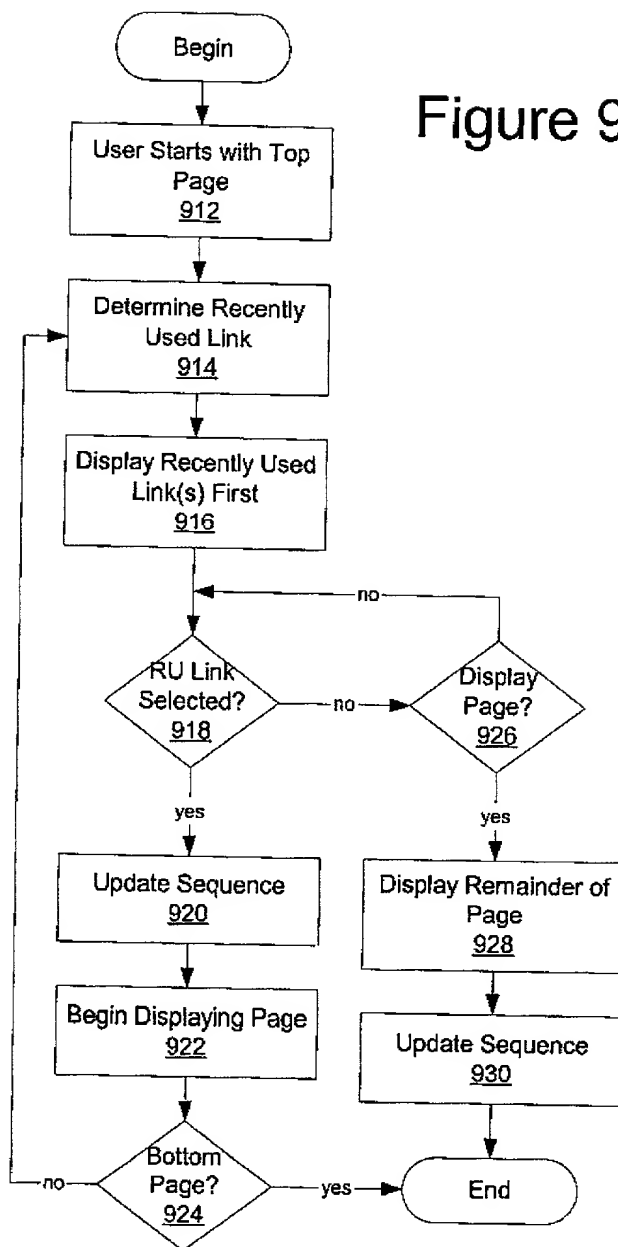 Begin
Figure 9
User Starts with Top
Page
912
Determine Recently
Used Link
914
Display Recently Used
Link(s) First
916
no
RU Link
Selected?
918
no
Display
Page?
926
yes
yes
Update Sequence
920
Display Remainder of
Page
928
Begin Displaying Page
922
Update Sequence
930
no
Bottom
Page?
924
yes
End